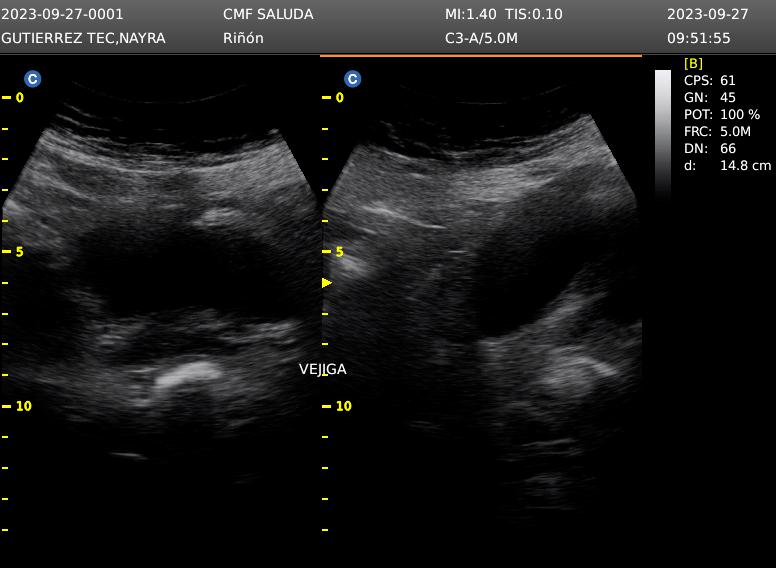 2023-09-27-0001 CMF SALUDA MI:1.40 TIS:0.10 2023-09-27
GUTIERREZ TEC,NAYRA Riñón C3-A/5.0M 09:51:55
C
C
[B]
CPS: 61
GN: 45
POT: 100 %
FRC: 5.0M
DN: 66
d: 14.8 cm
0
0
5
5
VEJIGA
10
10